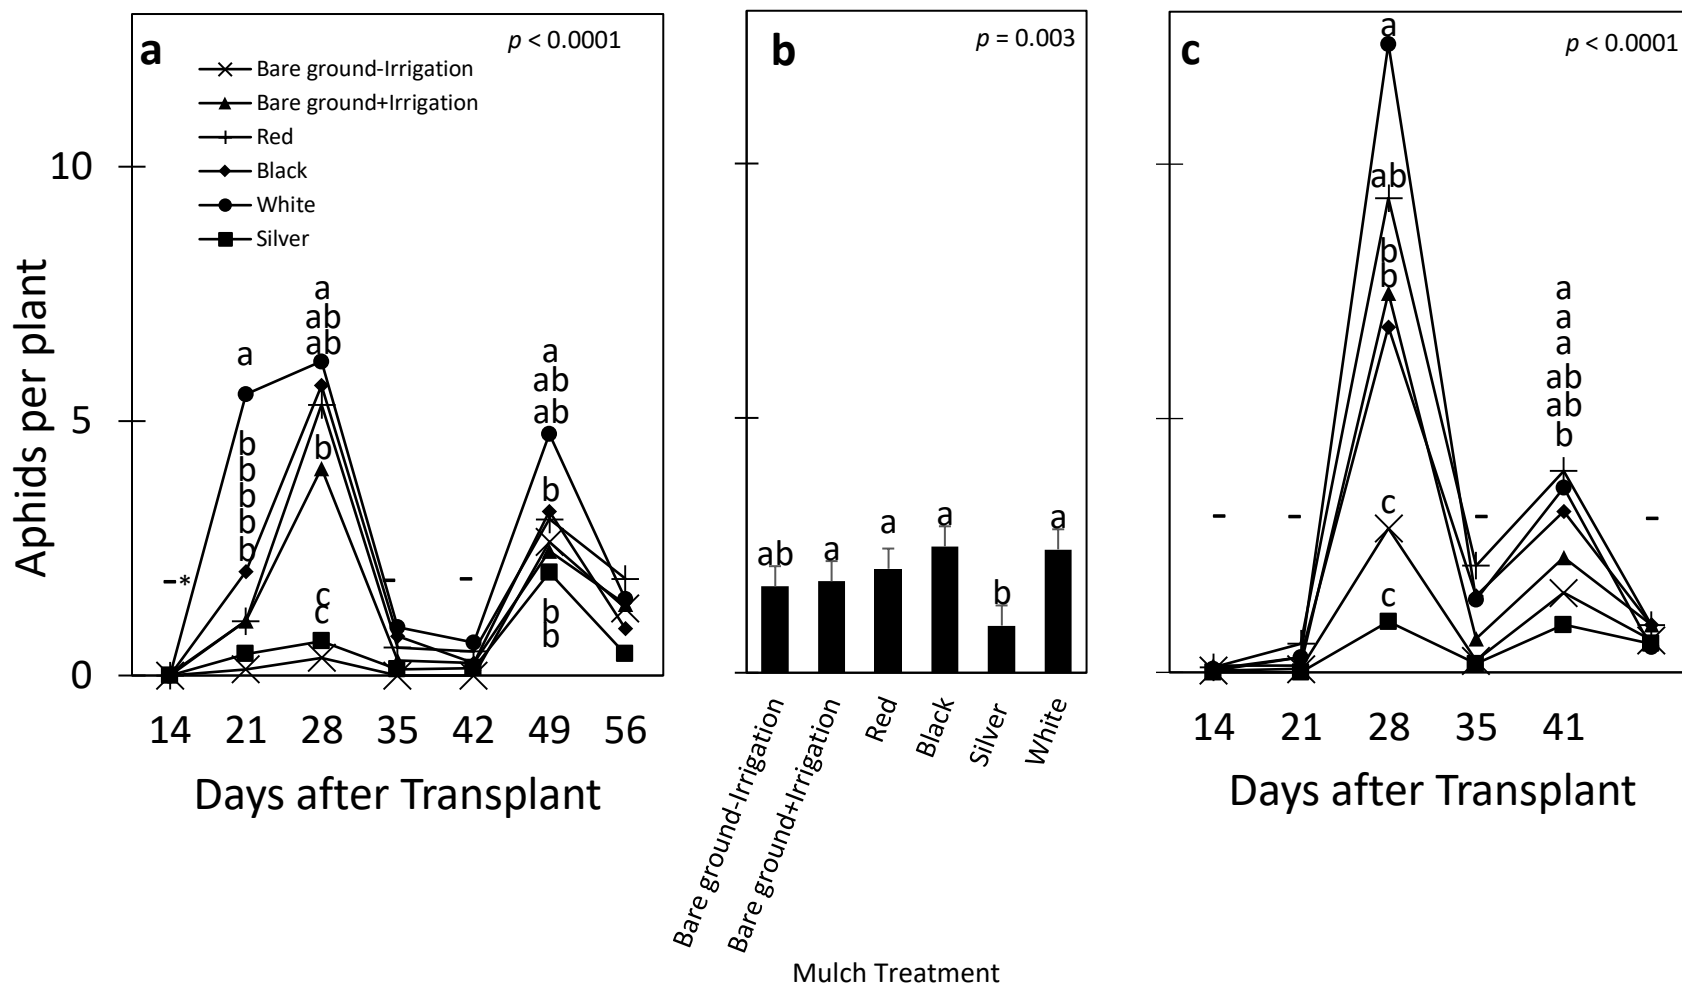 a
p < 0.0001
Bare ground-Irrigation
Bare ground+Irrigation
Red
Black
White
Silver
Aphids per plant
10
5
0
a
b
b
b
b
b
a
ab
ab
b
c
c
a
ab
ab
b
b
b
-*
-
-
14 21 28 35 42 49 56
Days after Transplant
b
p = 0.003
ab
a
a
a
b
a
Bare ground-Irrigation
Bare ground+Irrigation
Red
Black
Silver
White
Mulch Treatment
c
p < 0.0001
a
ab
b
b
c
c
a
a
a
ab
ab
b
-
-
-
-
14 21 28 35 41
Days after Transplant